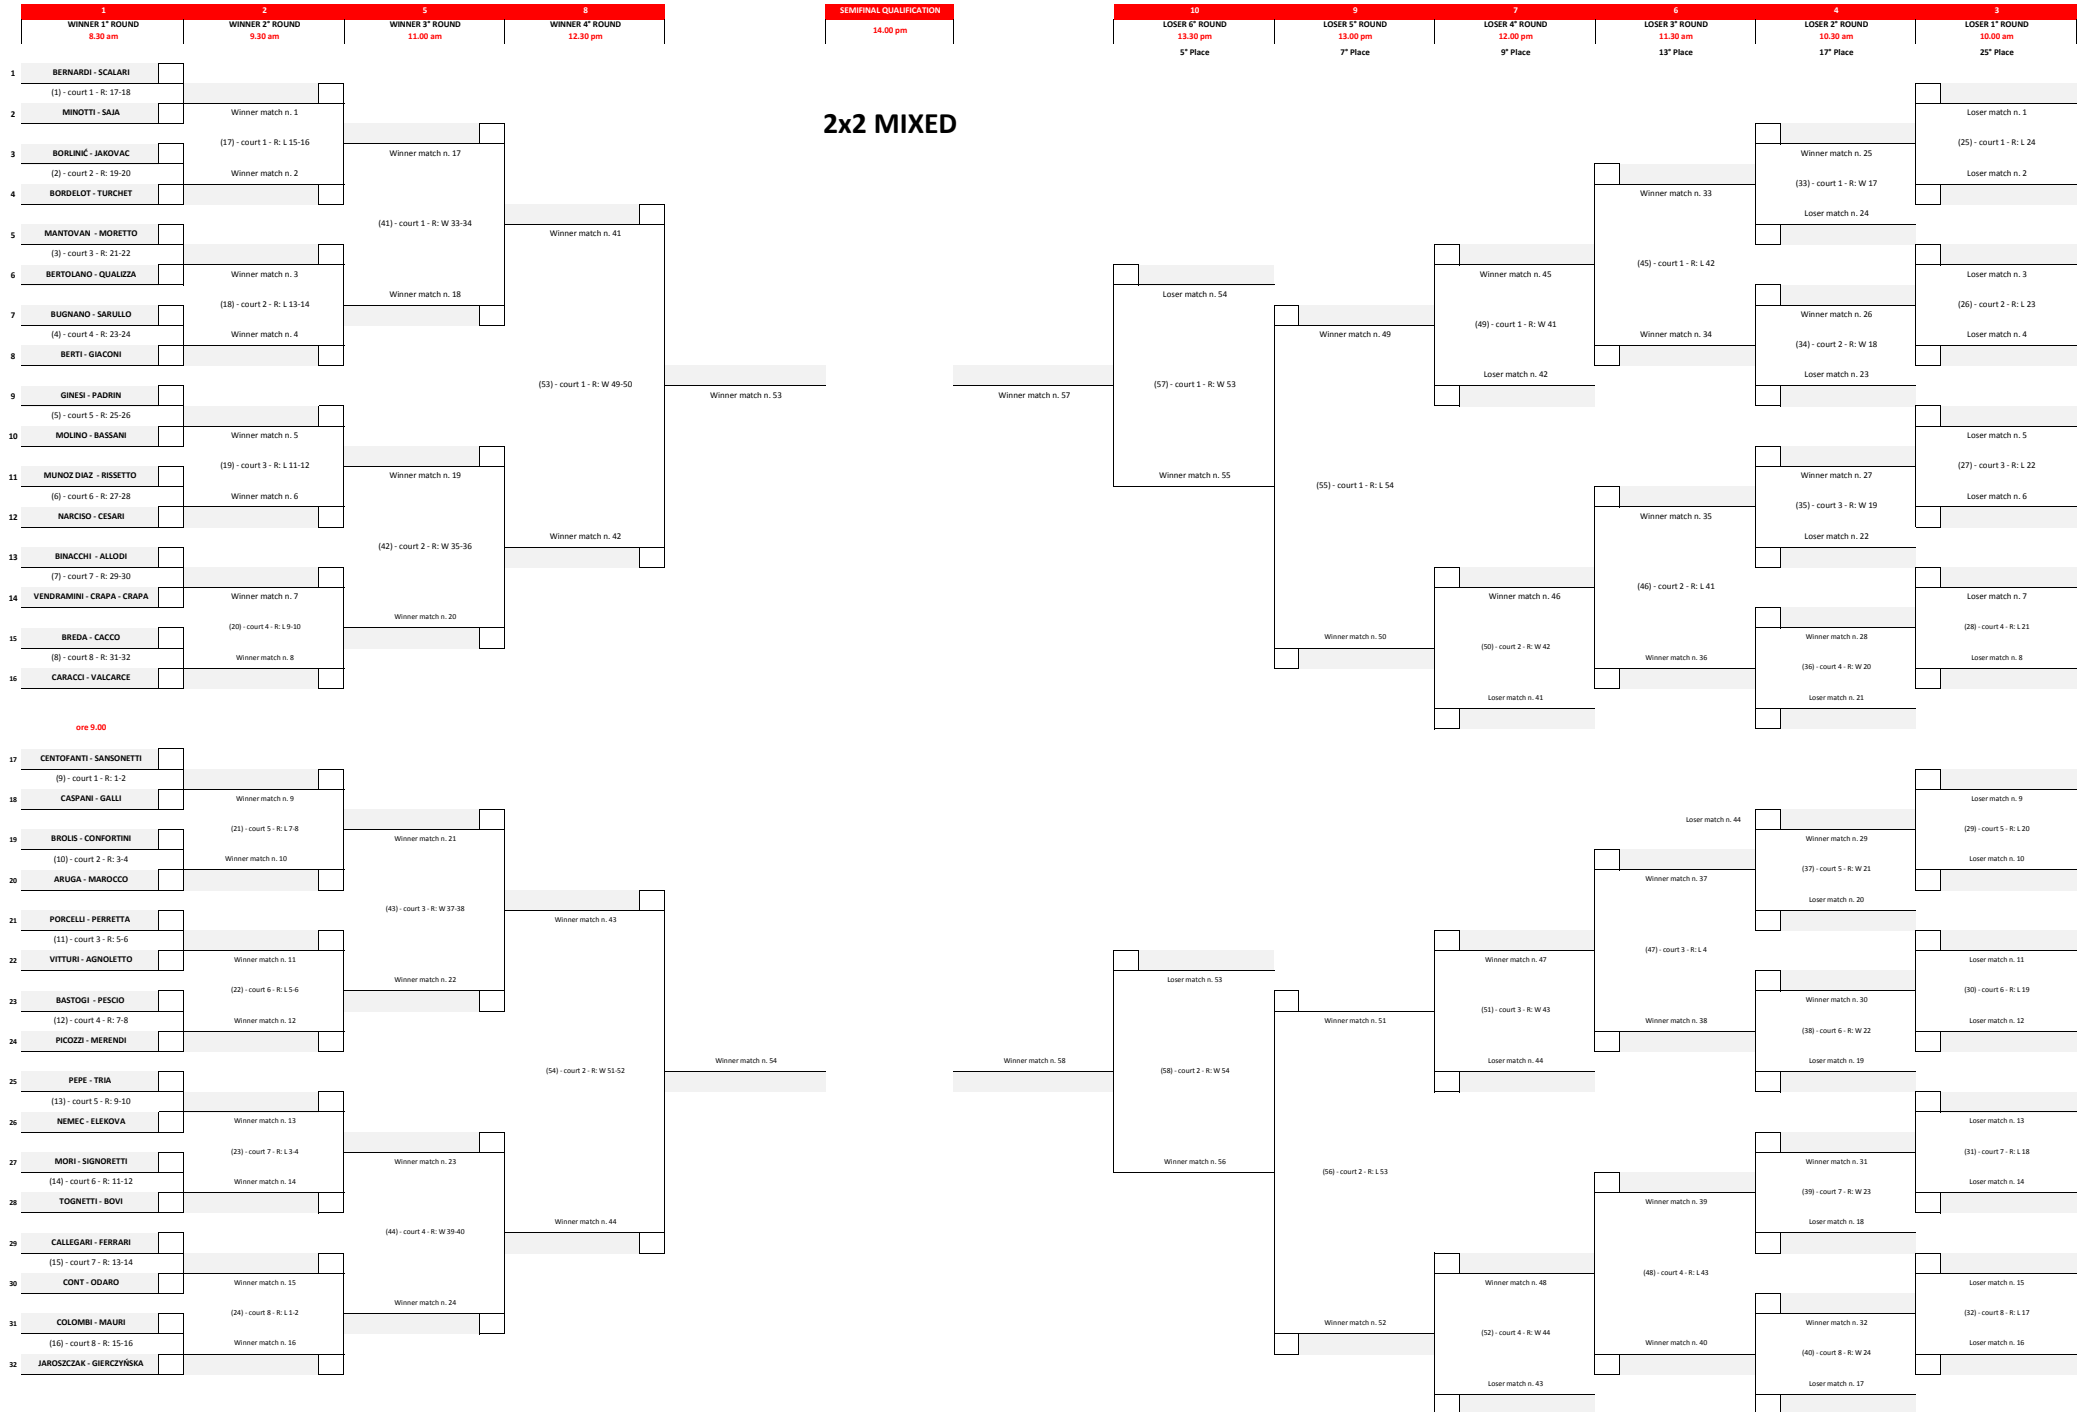 1 2 5 8 SEMIFINAL QUALIFICATION 10 9 7 6 4 3
WINNER 1° ROUND WINNER 2° ROUND WINNER 3° ROUND WINNER 4° ROUND LOSER 6° ROUND LOSER 5° ROUND LOSER 4° ROUND LOSER 3° ROUND LOSER 2° ROUND LOSER 1° ROUND
8.30 am 9.30 am 11.00 am 12.30 pm 14.00 pm 13.30 pm 13.00 pm 12.00 pm 11.30 am 10.30 am 10.00 am
5° Place 7° Place 9° Place 13° Place 17° Place 25° Place
2x2 MIXED
1 BERNARDI - SCALARI
(1) - court 1 - R: 17-18
2 MINOTTI - SAJA
3 BORLINIĆ - JAKOVAC
(2) - court 2 - R: 19-20
4 BORDELOT - TURCHET
5 MANTOVAN - MORETTO
(3) - court 3 - R: 21-22
6 BERTOLANO - QUALIZZA
7 BUGNANO - SARULLO
(4) - court 4 - R: 23-24
8 BERTI - GIACONI
9 GINESI - PADRIN
(5) - court 5 - R: 25-26
10 MOLINO - BASSANI
11 MUNOZ DIAZ - RISSETTO
(6) - court 6 - R: 27-28
12 NARCISO - CESARI
13 BINACCHI - ALLODI
(7) - court 7 - R: 29-30
14 VENDRAMINI - CRAPA - CRAPA
15 BREDA - CACCO
(8) - court 8 - R: 31-32
16 CARACCI - VALCARCE
ore 9.00
17 CENTOFANTI - SANSONETTI
(9) - court 1 - R: 1-2
18 CASPANI - GALLI
19 BROLIS - CONFORTINI
(10) - court 2 - R: 3-4
20 ARUGA - MAROCCO
21 PORCELLI - PERRETTA
(11) - court 3 - R: 5-6
22 VITTURI - AGNOLETTO
23 BASTOGI - PESCIO
(12) - court 4 - R: 7-8
24 PICOZZI - MERENDI
25 PEPE - TRIA
(13) - court 5 - R: 9-10
26 NEMEC - ELEKOVA
27 MORI - SIGNORETTI
(14) - court 6 - R: 11-12
28 TOGNETTI - BOVI
29 CALLEGARI - FERRARI
(15) - court 7 - R: 13-14
30 CONT - ODARO
31 COLOMBI - MAURI
(16) - court 8 - R: 15-16
32 JAROSZCZAK - GIERCZYŃSKA
Winner match n. 1
(17) - court 1 - R: L 15-16
Winner match n. 2
Winner match n. 3
(18) - court 2 - R: L 13-14
Winner match n. 4
Winner match n. 5
(19) - court 3 - R: L 11-12
Winner match n. 6
Winner match n. 7
(20) - court 4 - R: L 9-10
Winner match n. 8
Winner match n. 9
(21) - court 5 - R: L 7-8
Winner match n. 10
Winner match n. 11
(22) - court 6 - R: L 5-6
Winner match n. 12
Winner match n. 13
(23) - court 7 - R: L 3-4
Winner match n. 14
Winner match n. 15
(24) - court 8 - R: L 1-2
Winner match n. 16
Winner match n. 17
(41) - court 1 - R: W 33-34
Winner match n. 18
Winner match n. 19
(42) - court 2 - R: W 35-36
Winner match n. 20
Winner match n. 21
(43) - court 3 - R: W 37-38
Winner match n. 22
Winner match n. 23
(44) - court 4 - R: W 39-40
Winner match n. 24
Winner match n. 41
(53) - court 1 - R: W 49-50
Winner match n. 42
Winner match n. 43
(54) - court 2 - R: W 51-52
Winner match n. 44
Winner match n. 53
Winner match n. 54
Winner match n. 57
Winner match n. 58
Loser match n. 54
(57) - court 1 - R: W 53
Winner match n. 55
Loser match n. 53
(58) - court 2 - R: W 54
Winner match n. 56
Winner match n. 49
(55) - court 1 - R: L 54
Winner match n. 50
Winner match n. 51
(56) - court 2 - R: L 53
Winner match n. 52
Winner match n. 45
(49) - court 1 - R: W 41
Loser match n. 42
Winner match n. 46
(50) - court 2 - R: W 42
Loser match n. 41
Winner match n. 47
(51) - court 3 - R: W 43
Loser match n. 44
Winner match n. 48
(52) - court 4 - R: W 44
Loser match n. 43
Winner match n. 33
(45) - court 1 - R: L 42
Winner match n. 34
Winner match n. 35
(46) - court 2 - R: L 41
Winner match n. 36
Loser match n. 44
Winner match n. 37
(47) - court 3 - R: L 4
Winner match n. 38
Winner match n. 39
(48) - court 4 - R: L 43
Winner match n. 40
Winner match n. 25
(33) - court 1 - R: W 17
Loser match n. 24
Winner match n. 26
(34) - court 2 - R: W 18
Loser match n. 23
Winner match n. 27
(35) - court 3 - R: W 19
Loser match n. 22
Winner match n. 28
(36) - court 4 - R: W 20
Loser match n. 21
Winner match n. 29
(37) - court 5 - R: W 21
Loser match n. 20
Winner match n. 30
(38) - court 6 - R: W 22
Loser match n. 19
Winner match n. 31
(39) - court 7 - R: W 23
Loser match n. 18
Winner match n. 32
(40) - court 8 - R: W 24
Loser match n. 17
Loser match n. 1
(25) - court 1 - R: L 24
Loser match n. 2
Loser match n. 3
(26) - court 2 - R: L 23
Loser match n. 4
Loser match n. 5
(27) - court 3 - R: L 22
Loser match n. 6
Loser match n. 7
(28) - court 4 - R: L 21
Loser match n. 8
Loser match n. 9
(29) - court 5 - R: L 20
Loser match n. 10
Loser match n. 11
(30) - court 6 - R: L 19
Loser match n. 12
Loser match n. 13
(31) - court 7 - R: L 18
Loser match n. 14
Loser match n. 15
(32) - court 8 - R: L 17
Loser match n. 16